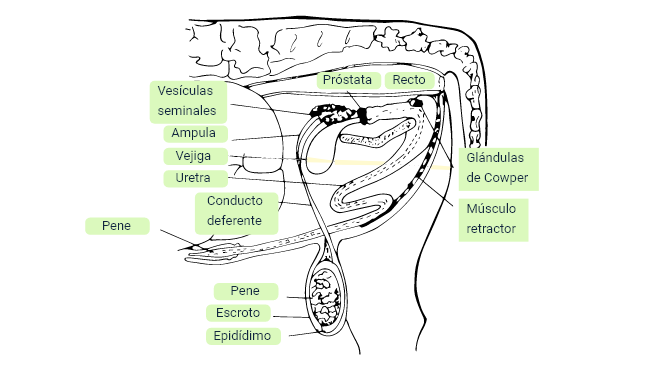 Próstata
Recto
Vesículas
seminales
Ampula
Vejiga
Uretra
Conducto
deferente
Glándulas
de Cowper
Músculo
retractor
Pene
Pene
Escroto
Epidídimo